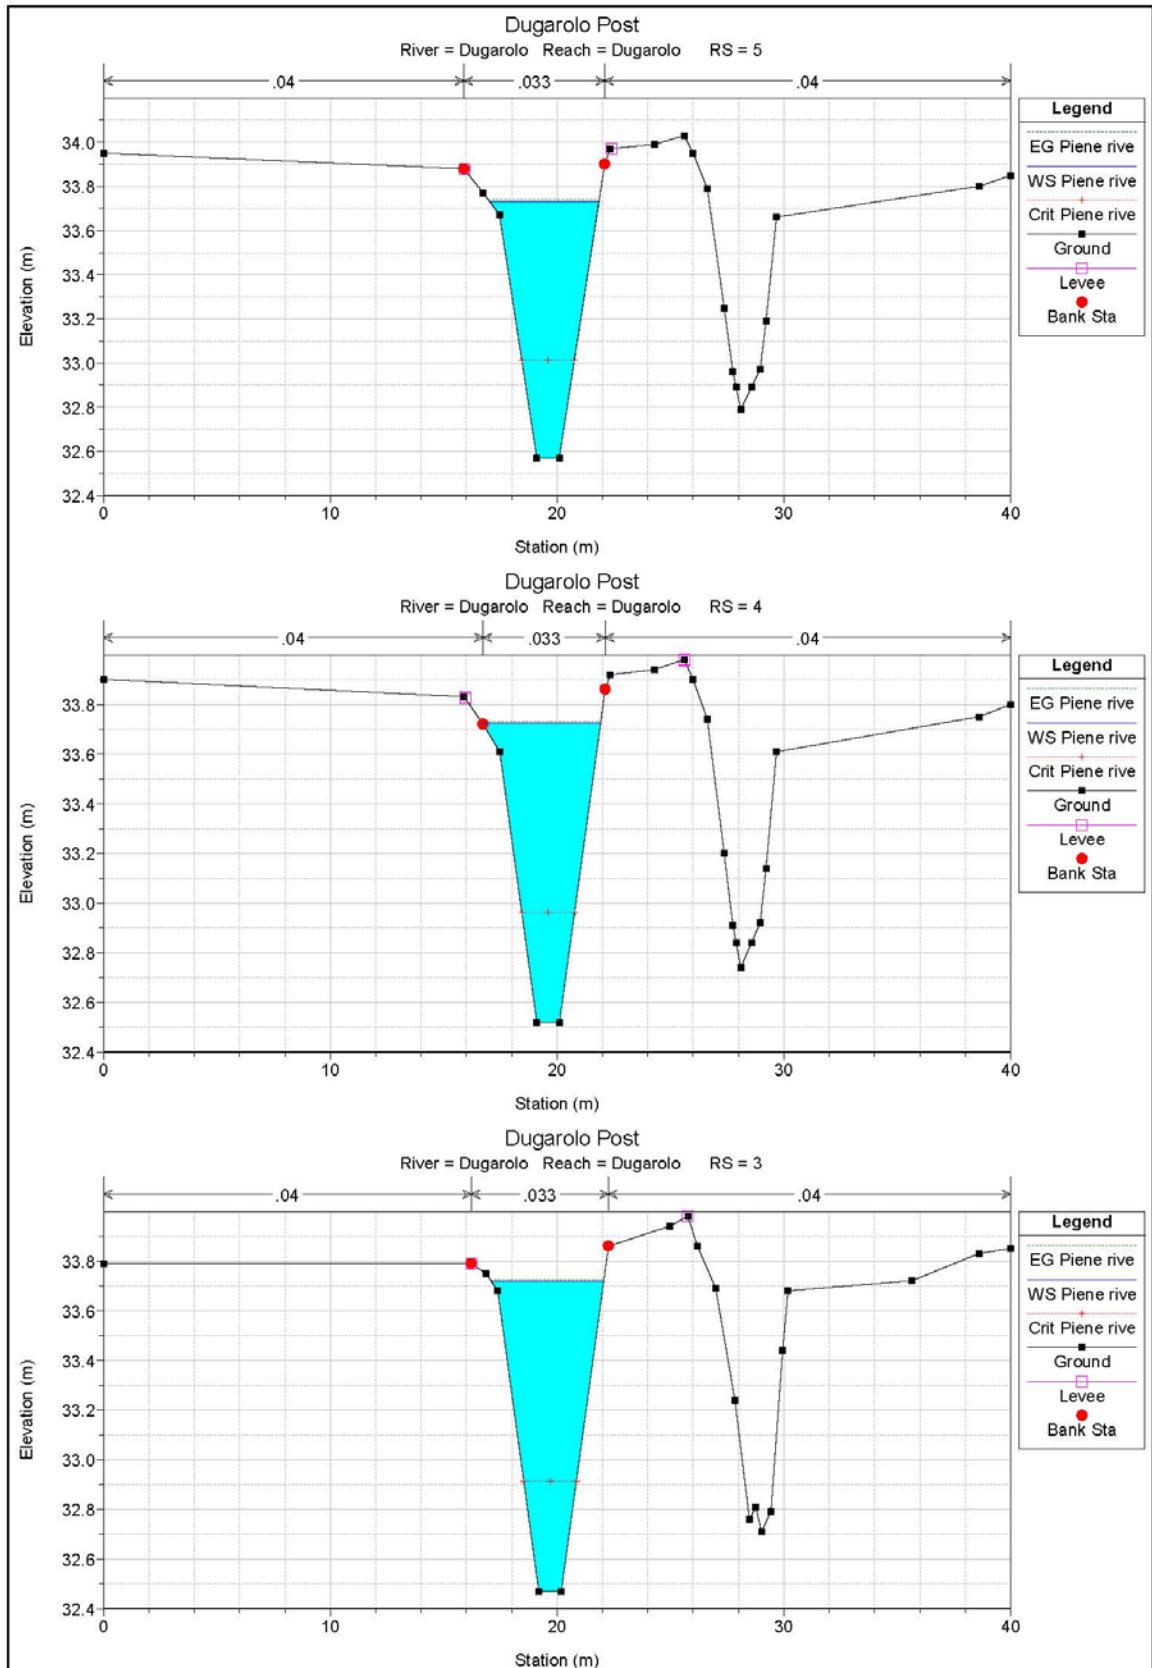 Dugarolo Post
River = Dugarolo Reach = Dugarolo RS = 5
.04 .033 .04
Legend
EG Piene rive
WS Piene rive
Crit Piene rive
Ground
Levee
Bank Sta
34.0
33.8
33.6
33.4
33.2
33.0
32.8
32.6
32.4
Elevation (m)
0 10 20 30 40
Station (m)
Dugarolo Post
River = Dugarolo Reach = Dugarolo RS = 4
.04 .033 .04
Legend
EG Piene rive
WS Piene rive
Crit Piene rive
Ground
Levee
Bank Sta
33.8
33.6
33.4
33.2
33.0
32.8
32.6
32.4
Elevation (m)
0 10 20 30 40
Station (m)
Dugarolo Post
River = Dugarolo Reach = Dugarolo RS = 3
.04 .033 .04
Legend
EG Piene rive
WS Piene rive
Crit Piene rive
Ground
Levee
Bank Sta
33.8
33.6
33.4
33.2
33.0
32.8
32.6
32.4
Elevation (m)
0 10 20 30 40
Station (m)